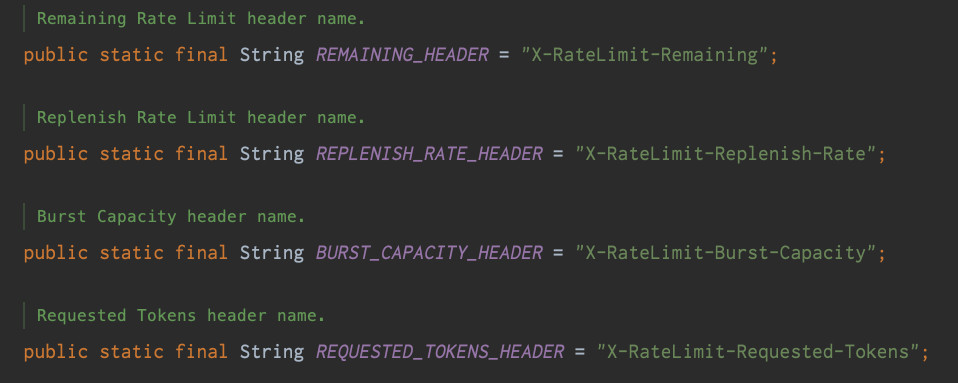 Remaining Rate Limit header name.
public static final String REMAINING_HEADER = "X-RateLimit-Remaining";
Replenish Rate Limit header name.
public static final String REPLENISH_RATE_HEADER = "X-RateLimit-Replenish-Rate";
Burst Capacity header name.
public static final String BURST_CAPACITY_HEADER = "X-RateLimit-Burst-Capacity";
Requested Tokens header name.
public static final String REQUESTED_TOKENS_HEADER = "X-RateLimit-Requested-Tokens";